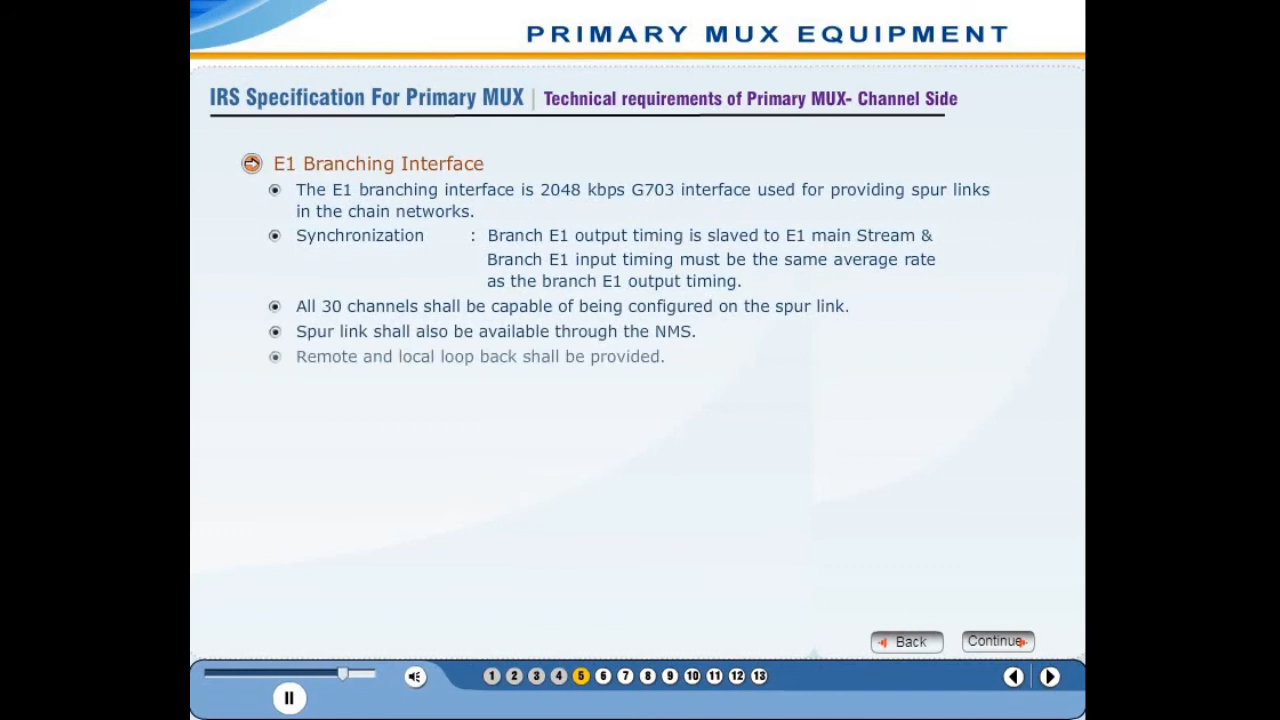 PRIMARY MUX EQUIPMENT
IRS Specification For Primary MUX | Technical requirements of Primary MUX- Channel Side
E1 Branching Interface
The E1 branching interface is 2048 kbps G703 interface used for providing spur links
in the chain networks.
Synchronization : Branch E1 output timing is slaved to E1 main Stream &
Branch E1 input timing must be the same average rate
as the branch E1 output timing.
All 30 channels shall be capable of being configured on the spur link.
Spur link shall also be available through the NMS.
Remote and local loop back shall be provided.
Back Continue
1 2 3 4 5 6 7 8 9 10 11 12 13